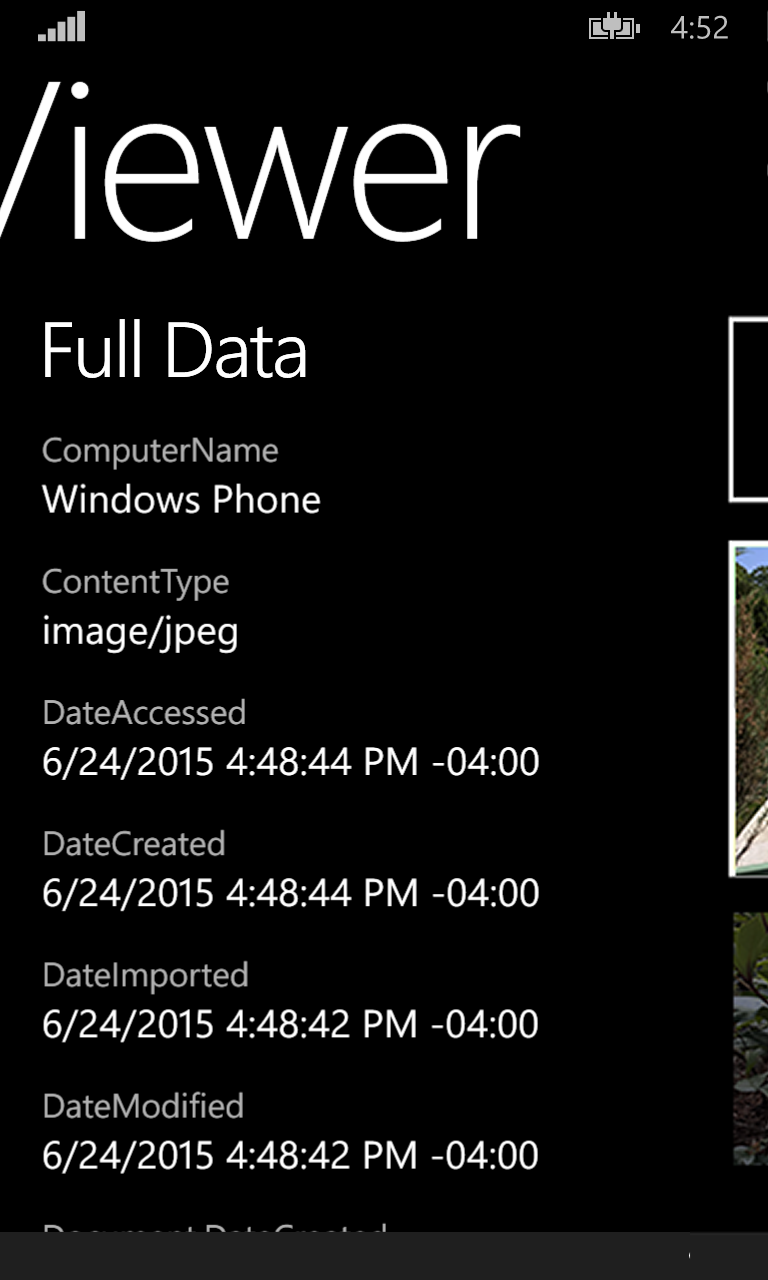 4:52
Viewer
Full Data
ComputerName
Windows Phone
ContentType
image/jpeg
DateAccessed
6/24/2015 4:48:44 PM -04:00
DateCreated
6/24/2015 4:48:44 PM -04:00
DateImported
6/24/2015 4:48:42 PM -04:00
DateModified
6/24/2015 4:48:42 PM -04:00
Document.DateCreated